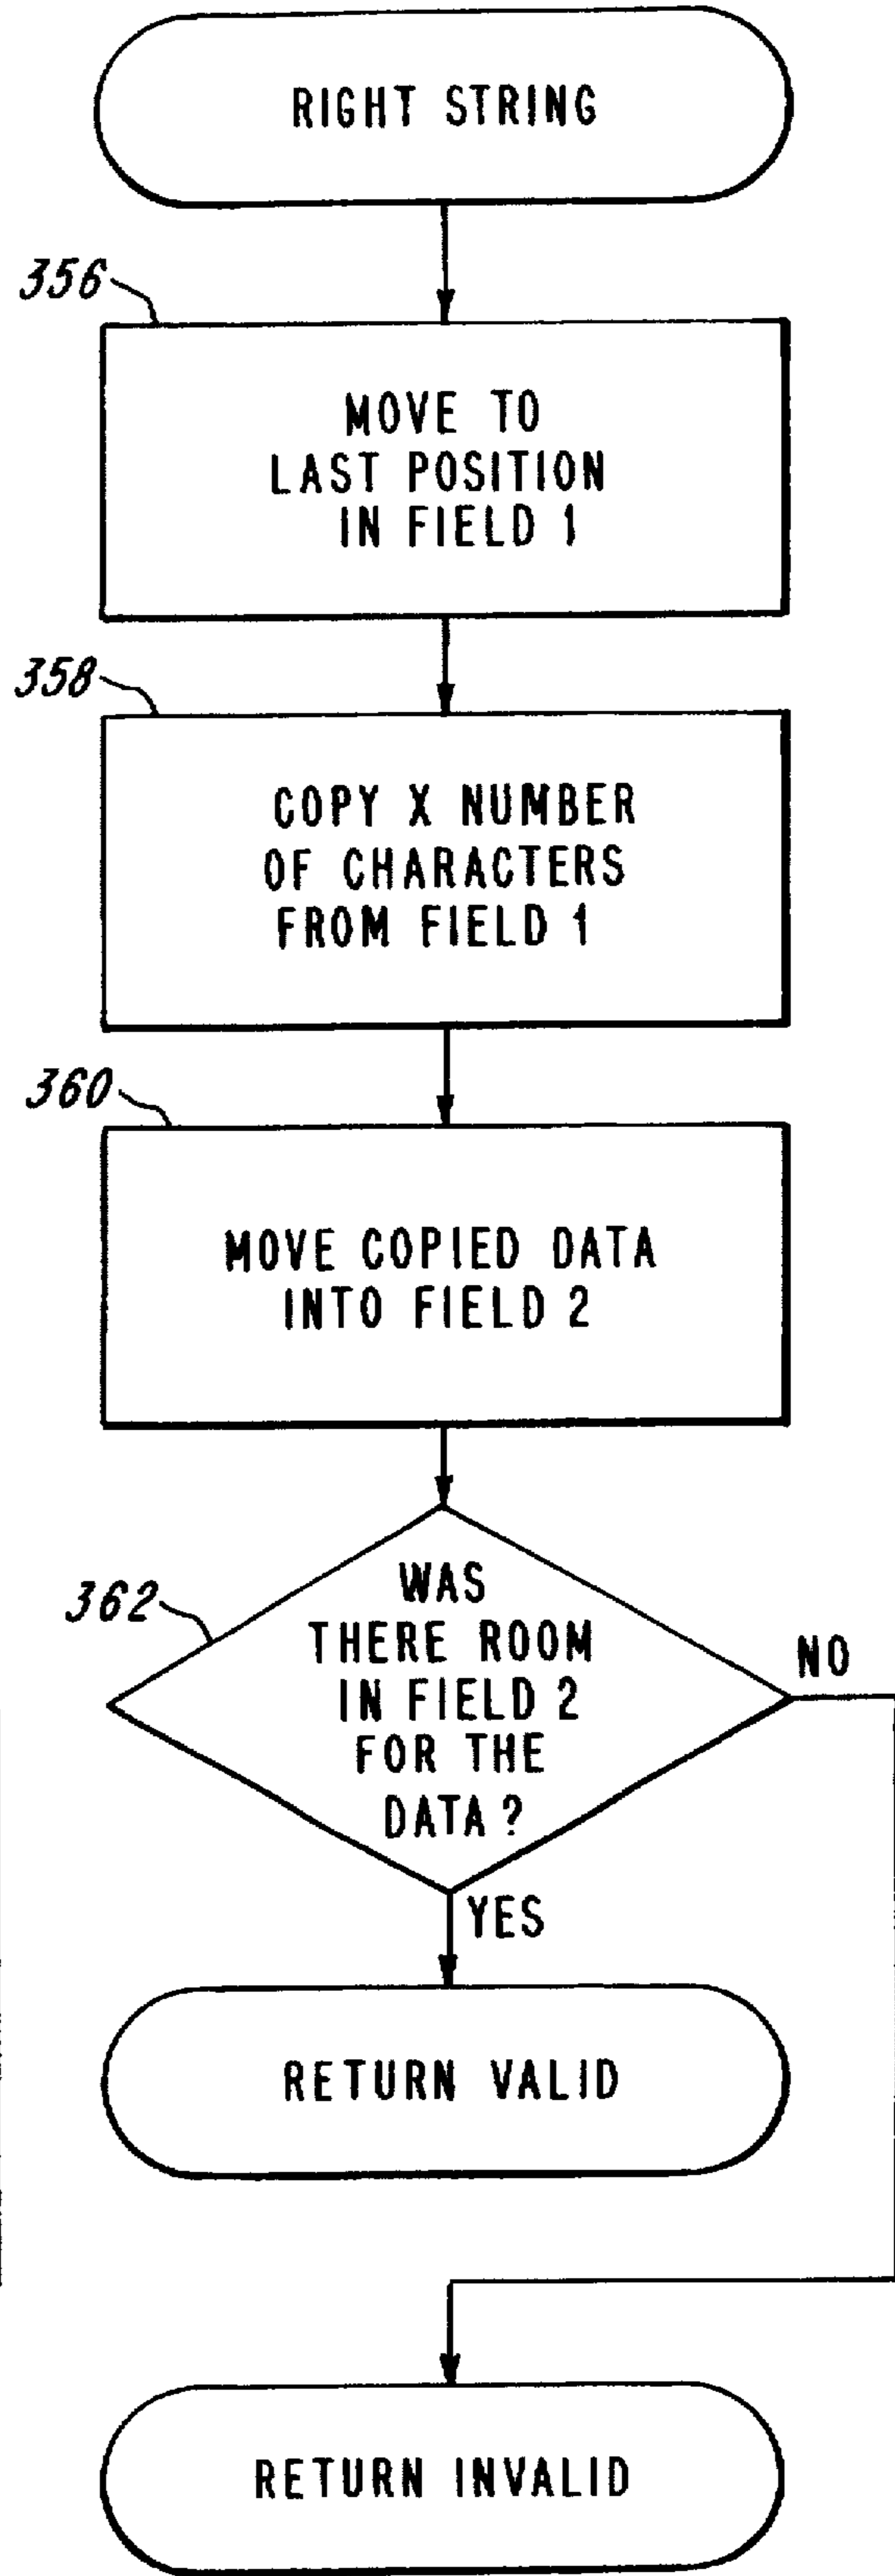 RIGHT STRING
356
MOVE TO
LAST POSITION
IN FIELD 1
358
COPY X NUMBER
OF CHARACTERS
FROM FIELD 1
360
MOVE COPIED DATA
INTO FIELD 2
362
WAS
THERE ROOM
IN FIELD 2
FOR THE
DATA?
NO
YES
RETURN VALID
RETURN INVALID